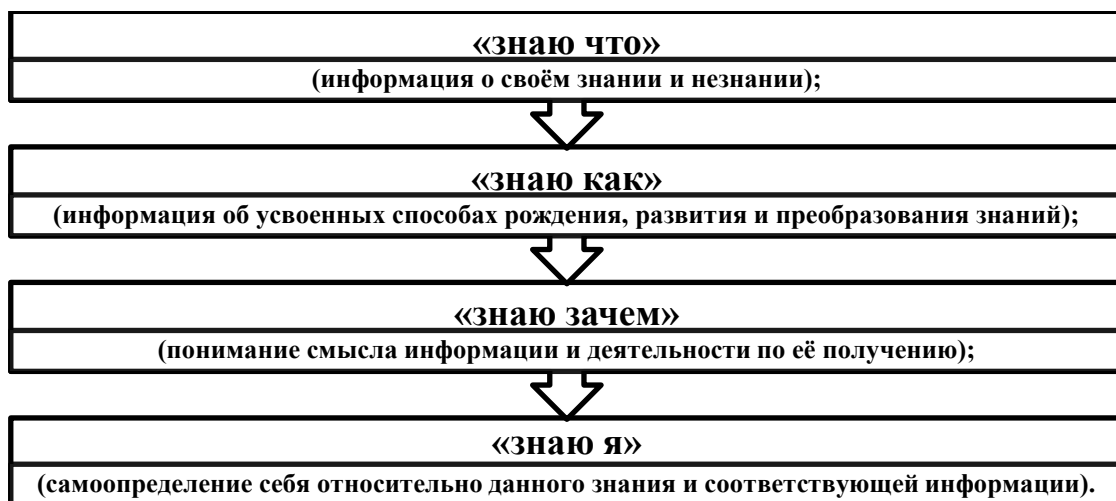 «знаю что»
(информация о своём знании и незнании);
«знаю как»
(информация об усвоенных способах рождения, развития и преобразования знаний);
«знаю зачем»
(понимание смысла информации и деятельности по её получению);
«знаю я»
(самоопределение себя относительно данного знания и соответствующей информации).